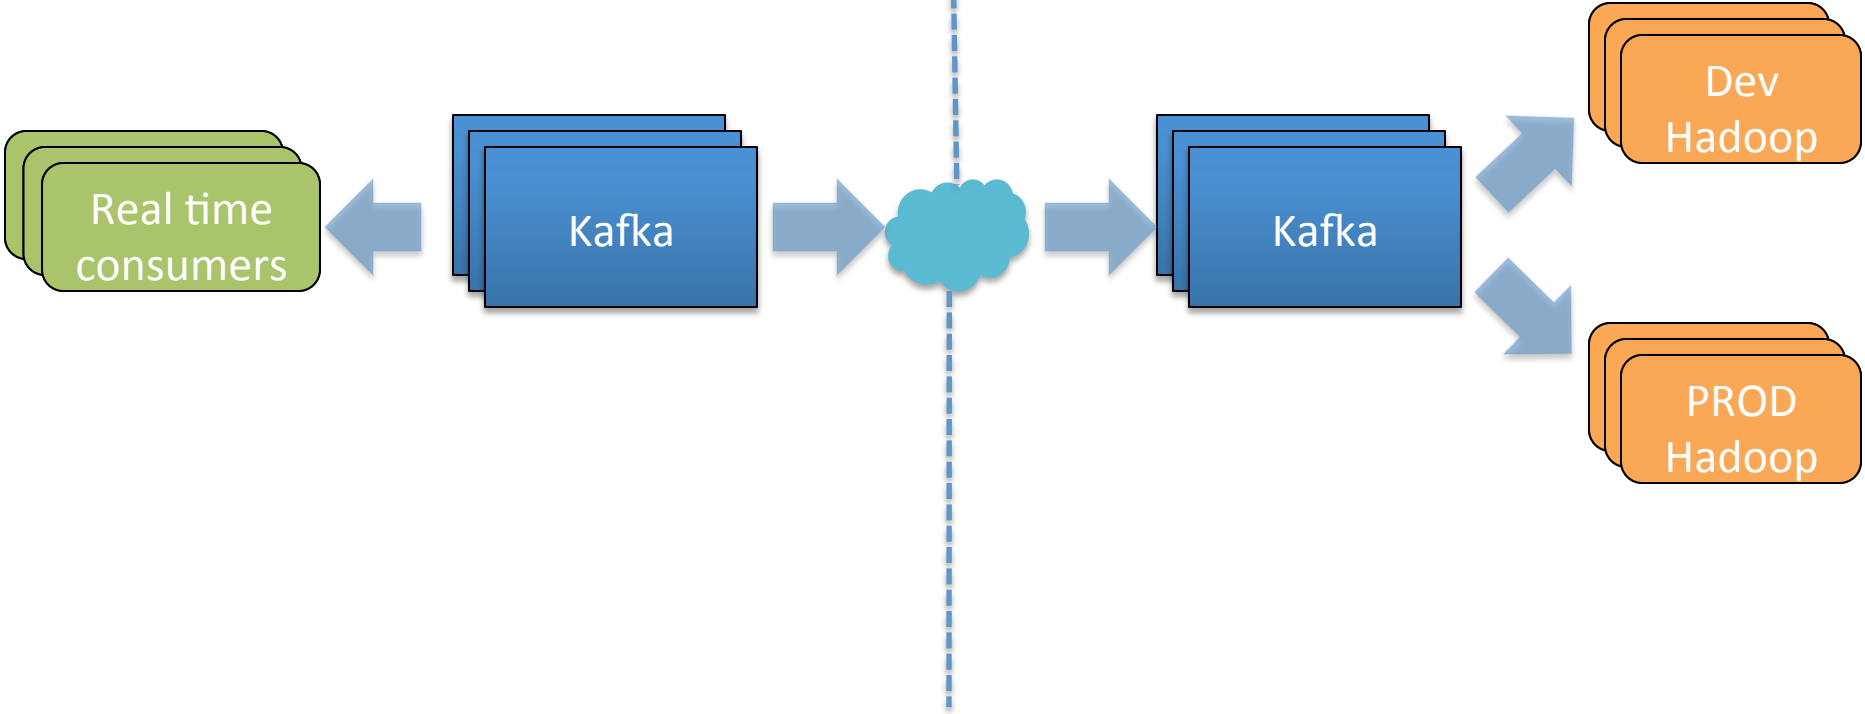 Real time
consumers
Kafka
Kafka
Dev
Hadoop
PROD
Hadoop